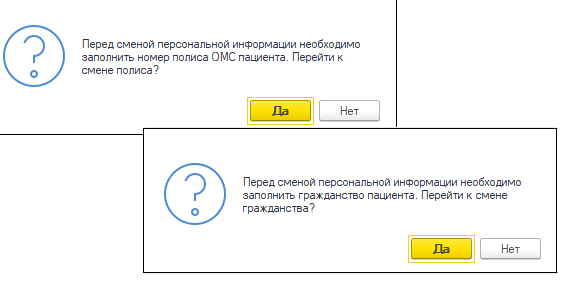 Перед сменой персональной информации необходимо
заполнить номер полиса ОМС пациента. Перейти к
смене полиса?
Да
Нет
Перед сменой персональной информации необходимо
заполнить гражданство пациента. Перейти к смене
гражданства?
Да
Нет